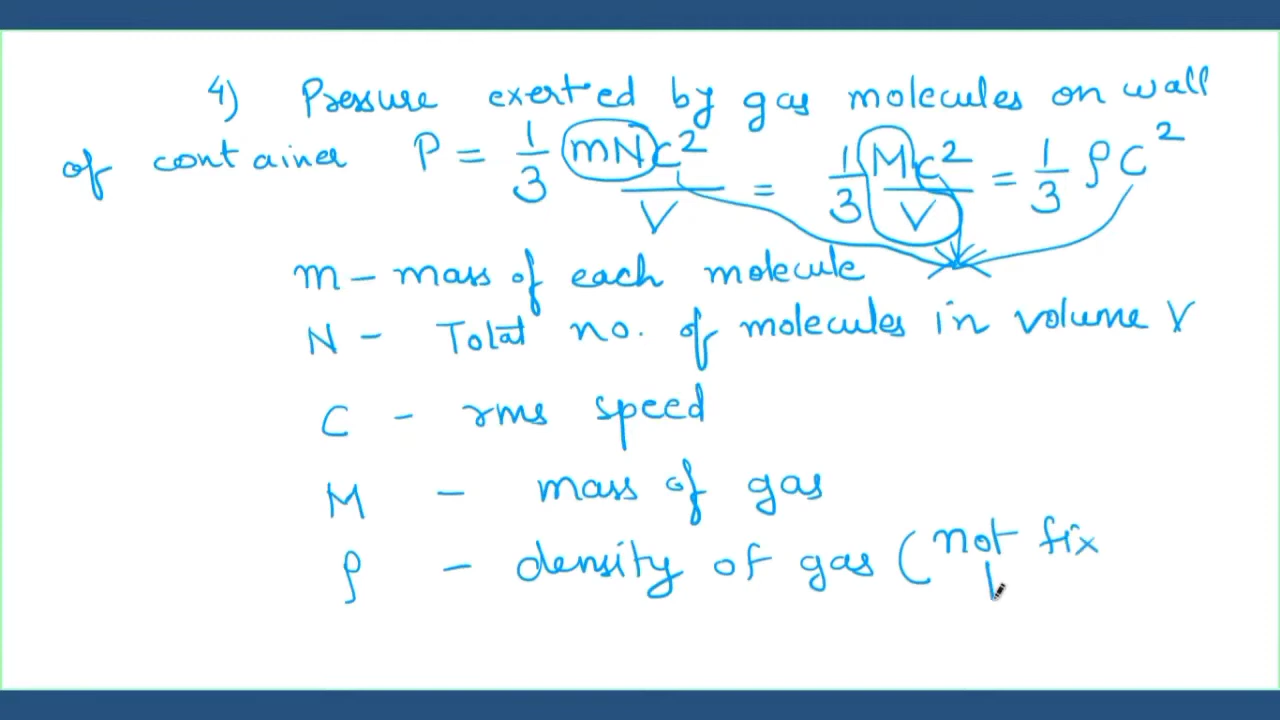 4) Pressure exerted by gas molecules on wall
of container P = 1/3 mNc²/V = 1/3 Mc²/V = 1/3 ρC²
m – mass of each molecule
N – Total no. of molecules in volume V
C – rms speed
M – mass of gas
ρ – density of gas (not fix